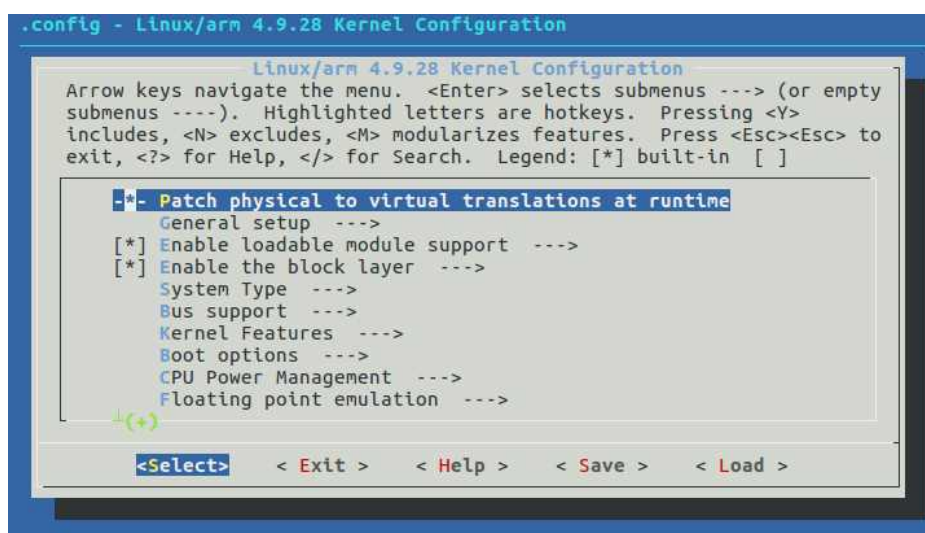 .config - Linux/arm 4.9.28 Kernel Configuration
Linux/arm 4.9.28 Kernel Configuration
Arrow keys navigate the menu.  <Enter> selects submenus ---> (or empty
submenus ----).  Highlighted letters are hotkeys.  Pressing <Y>
includes, <N> excludes, <M> modularizes features.  Press <Esc><Esc> to
exit, <?> for Help, </> for Search.  Legend: [*] built-in  [ ]
-*- Patch physical to virtual translations at runtime
General setup  --->
[*] Enable loadable module support  --->
[*] Enable the block layer  --->
System Type  --->
Bus support  --->
Kernel Features  --->
Boot options  --->
CPU Power Management  --->
Floating point emulation  --->
┴(+)
<Select>    < Exit >    < Help >    < Save >    < Load >